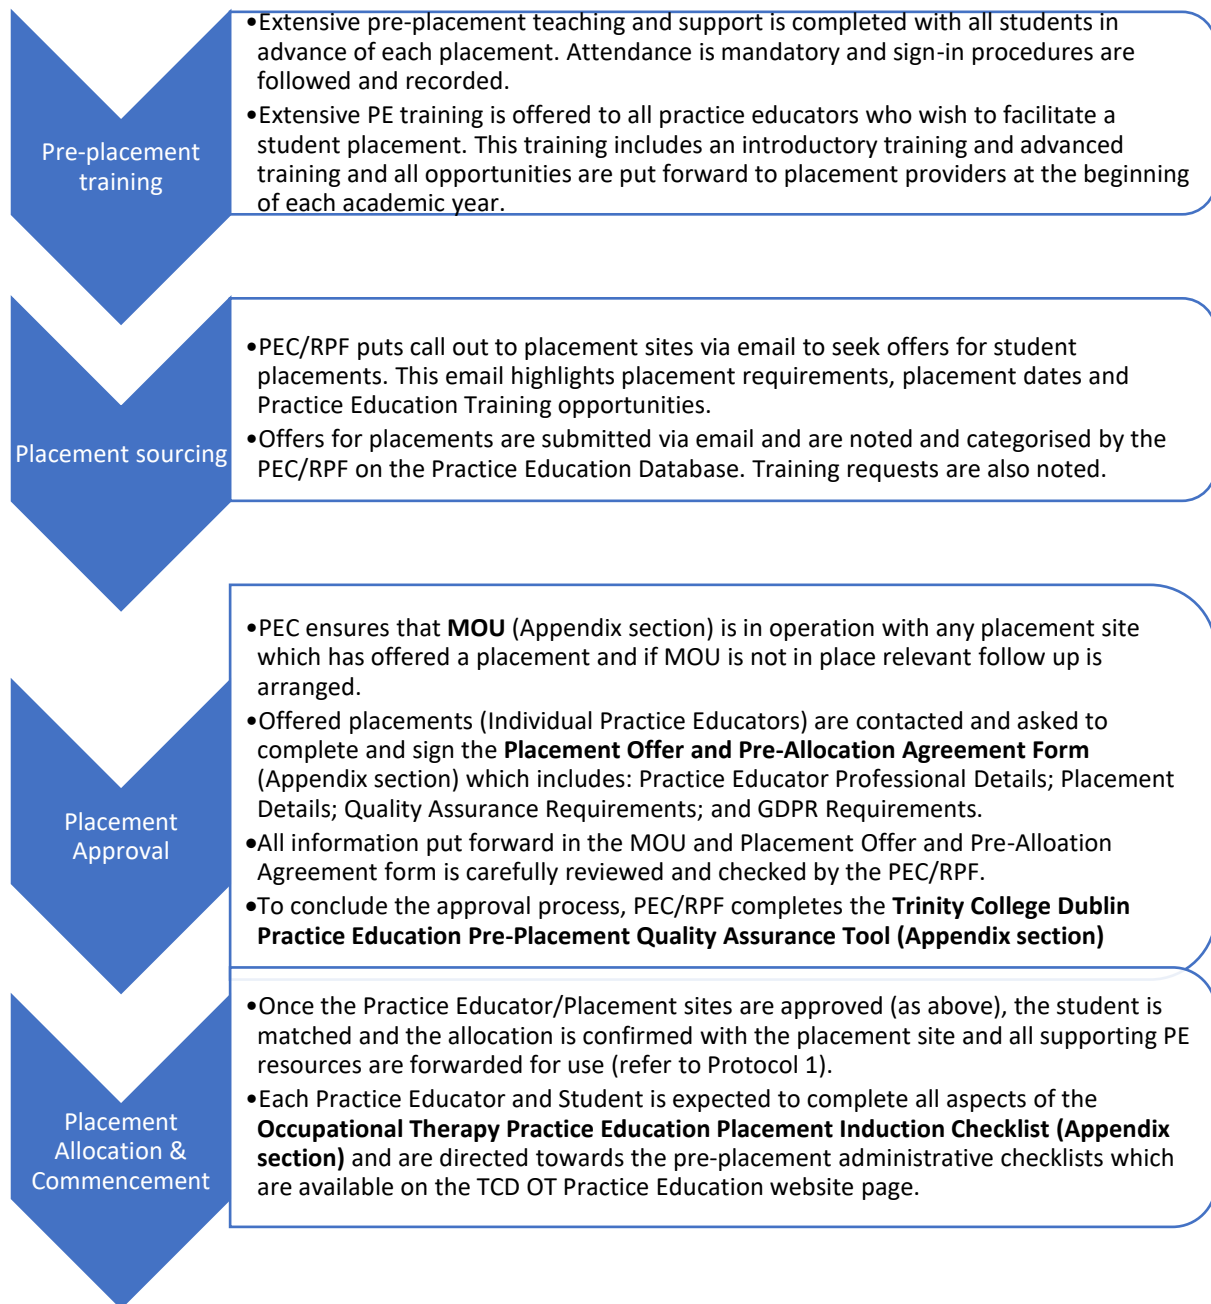 Pre-placement
training
•Extensive pre-placement teaching and support is completed with all students in
advance of each placement. Attendance is mandatory and sign-in procedures are
followed and recorded.
•Extensive PE training is offered to all practice educators who wish to facilitate a
student placement. This training includes an introductory training and advanced
training and all opportunities are put forward to placement providers at the beginning
of each academic year.
Placement sourcing
•PEC/RPF puts call out to placement sites via email to seek offers for student
placements. This email highlights placement requirements, placement dates and
Practice Education Training opportunities.
•Offers for placements are submitted via email and are noted and categorised by the
PEC/RPF on the Practice Education Database. Training requests are also noted.
Placement
Approval
•PEC ensures that MOU (Appendix section) is in operation with any placement site
which has offered a placement and if MOU is not in place relevant follow up is
arranged.
•Offered placements (Individual Practice Educators) are contacted and asked to
complete and sign the Placement Offer and Pre-Allocation Agreement Form
(Appendix section) which includes: Practice Educator Professional Details; Placement
Details; Quality Assurance Requirements; and GDPR Requirements.
•All information put forward in the MOU and Placement Offer and Pre-Alloation
Agreement form is carefully reviewed and checked by the PEC/RPF.
•To conclude the approval process, PEC/RPF completes the Trinity College Dublin
Practice Education Pre-Placement Quality Assurance Tool (Appendix section)
Placement
Allocation &
Commencement
•Once the Practice Educator/Placement sites are approved (as above), the student is
matched and the allocation is confirmed with the placement site and all supporting PE
resources are forwarded for use (refer to Protocol 1).
•Each Practice Educator and Student is expected to complete all aspects of the
Occupational Therapy Practice Education Placement Induction Checklist (Appendix
section) and are directed towards the pre-placement administrative checklists which
are available on the TCD OT Practice Education website page.